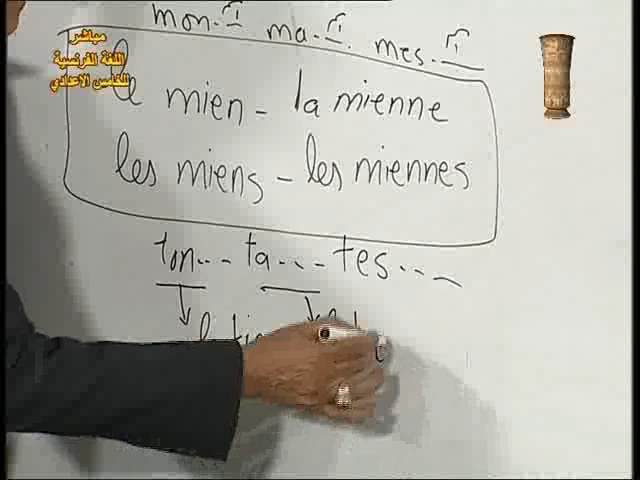 مباشر
اللغة الفرنسية
للخامس الاعدادي
mon.. ma.. mes..
le mien - la mienne
les miens - les miennes
ton... ta.... tes....